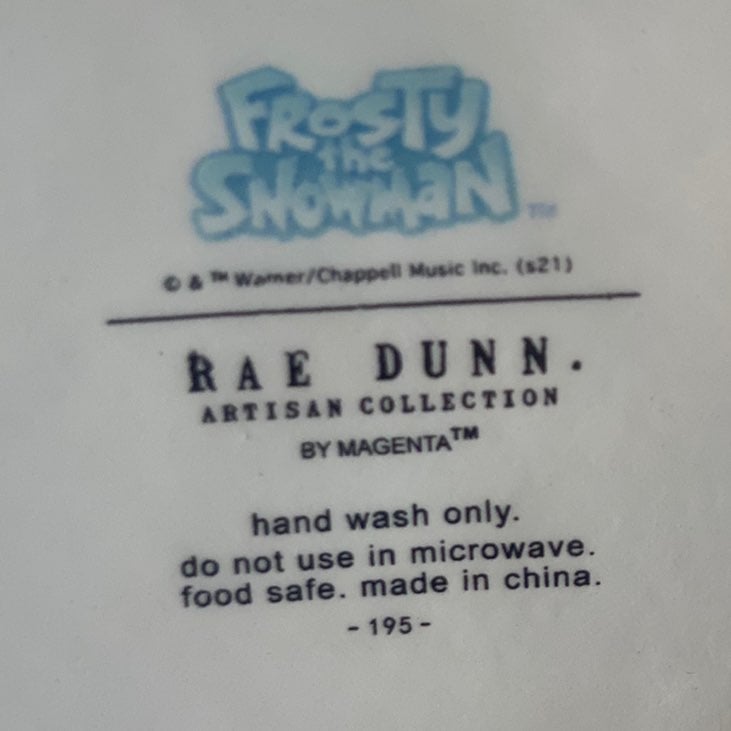 FROSTY
the
SNOWMAN™
© & ™ Warner/Chappell Music Inc. (s21)
RAE DUNN.
ARTISAN COLLECTION
BY MAGENTA™
hand wash only.
do not use in microwave.
food safe. made in china.
- 195 -